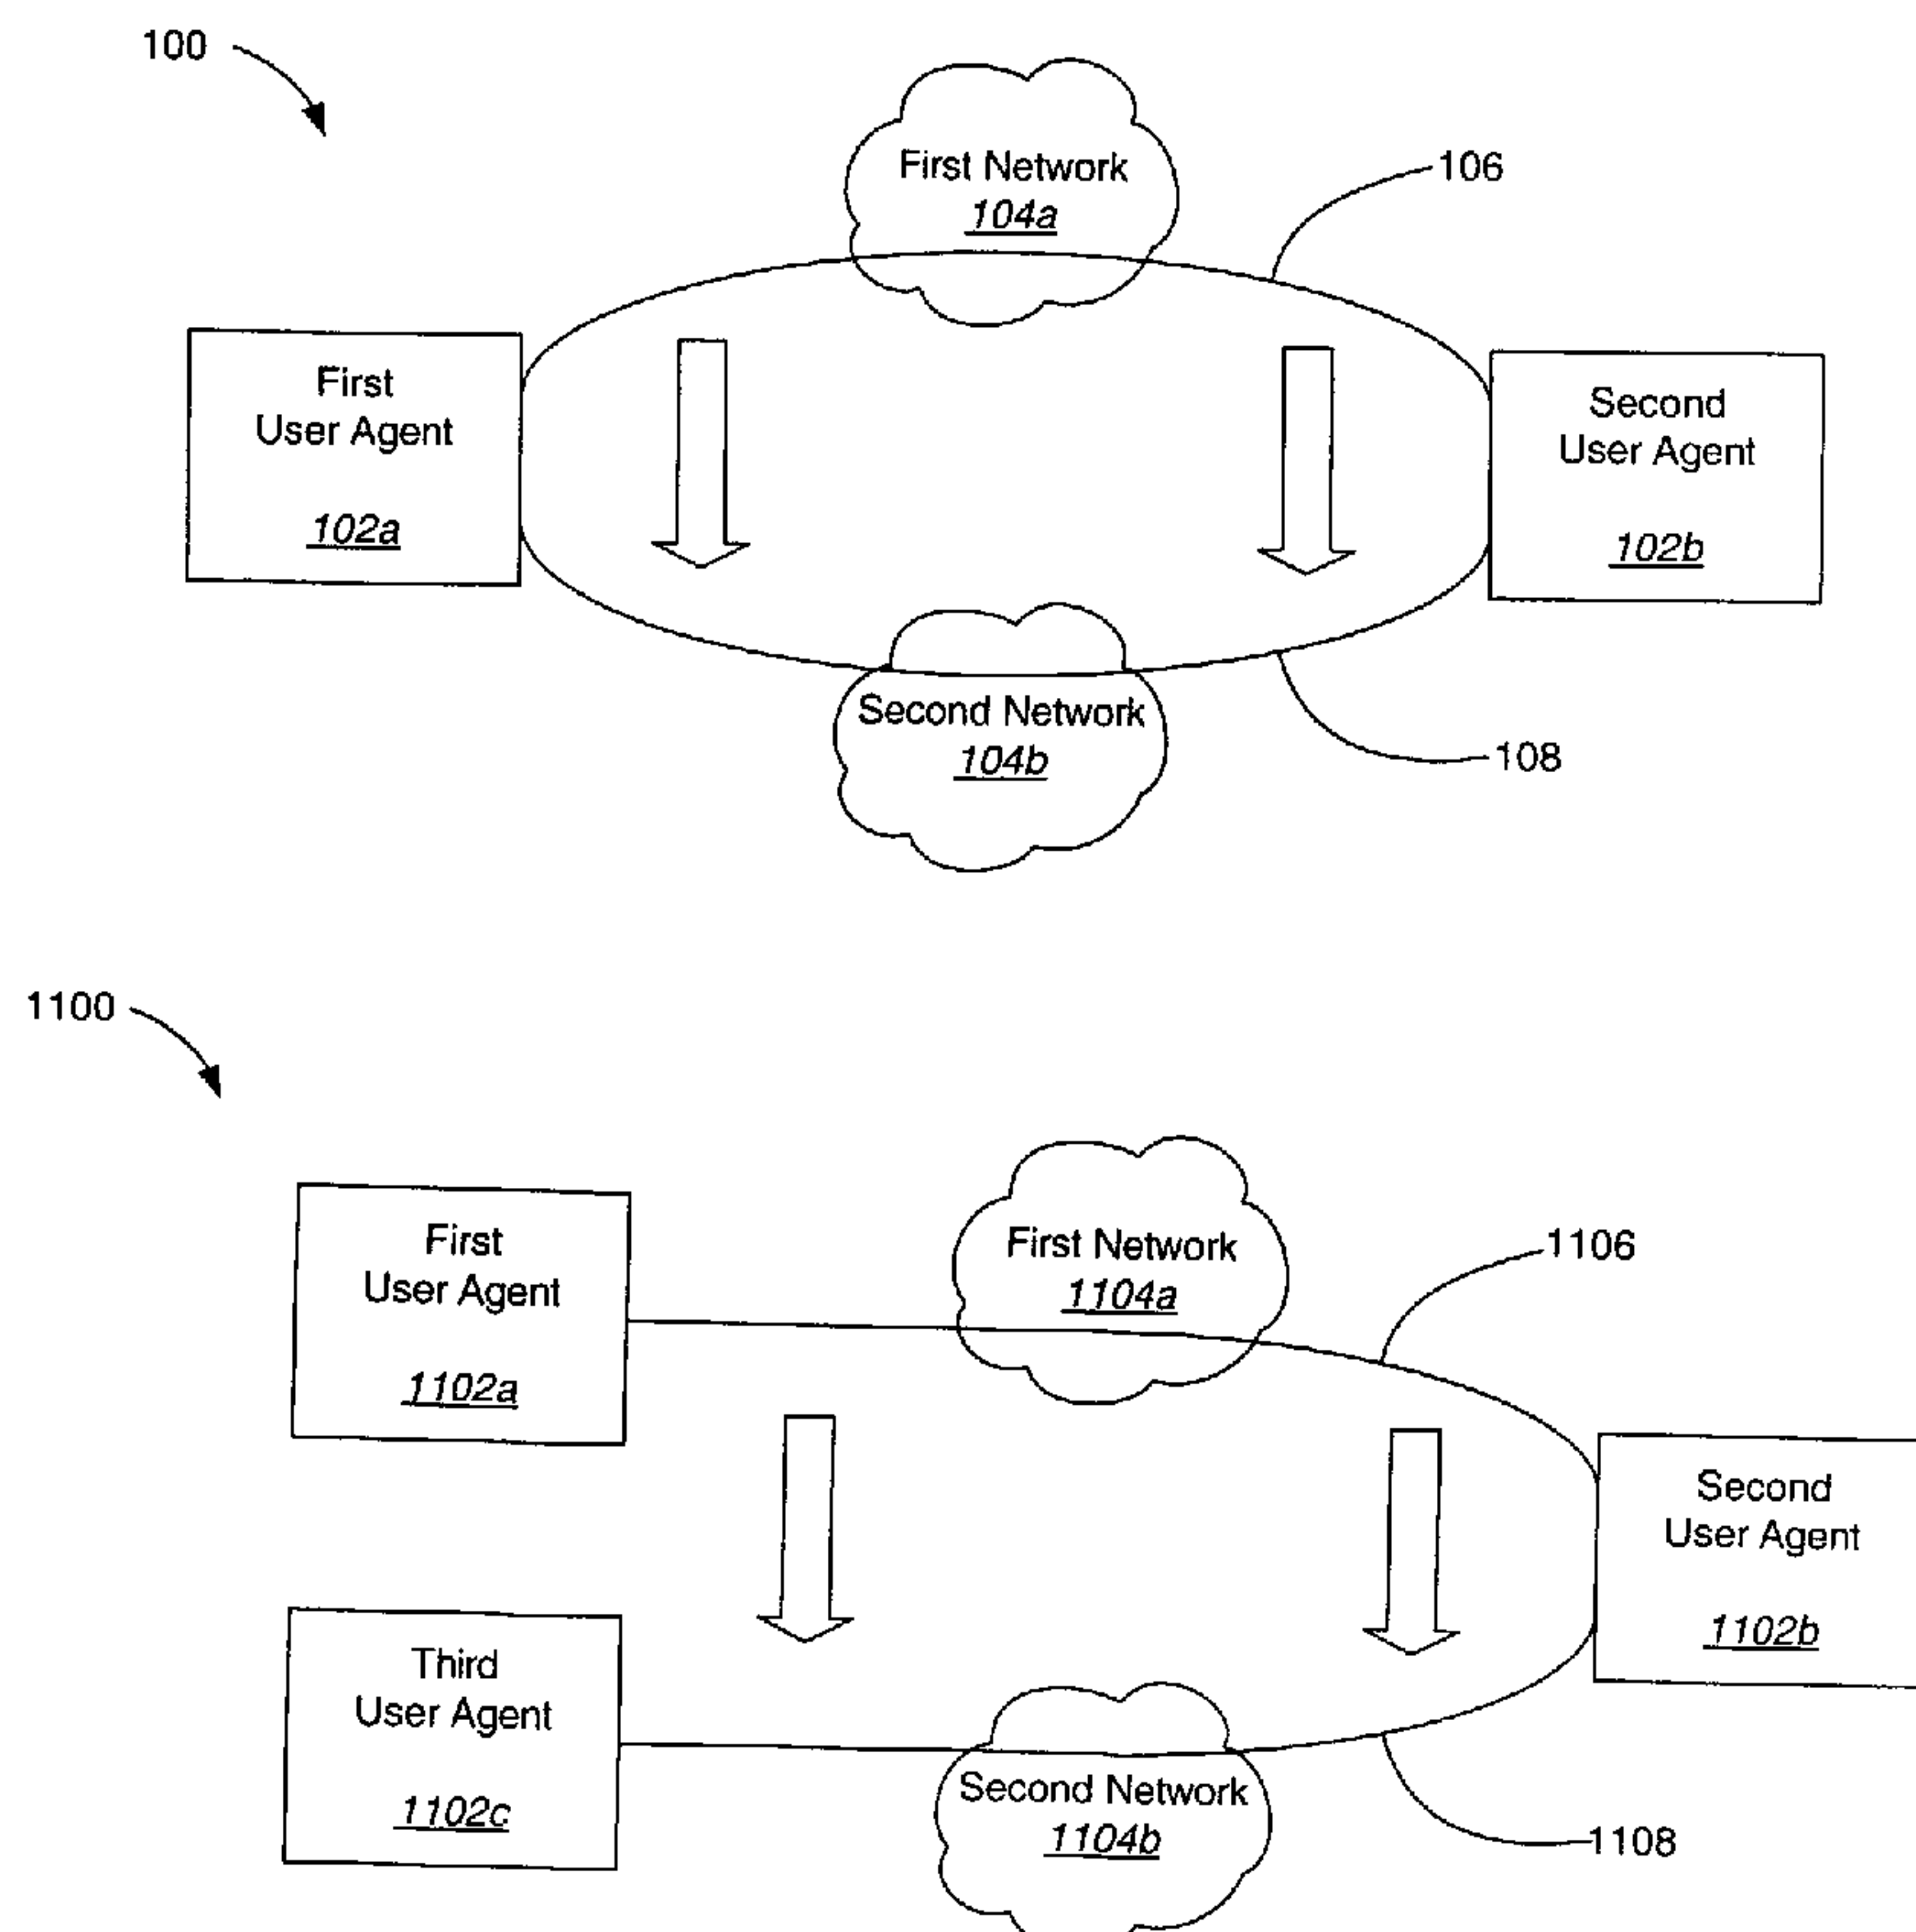 100
First Network
104a
106
First
User Agent
102a
Second
User Agent
102b
Second Network
104b
108
1100
First
User Agent
1102a
First Network
1104a
1106
Second
User Agent
1102b
Third
User Agent
1102c
Second Network
1104b
1108